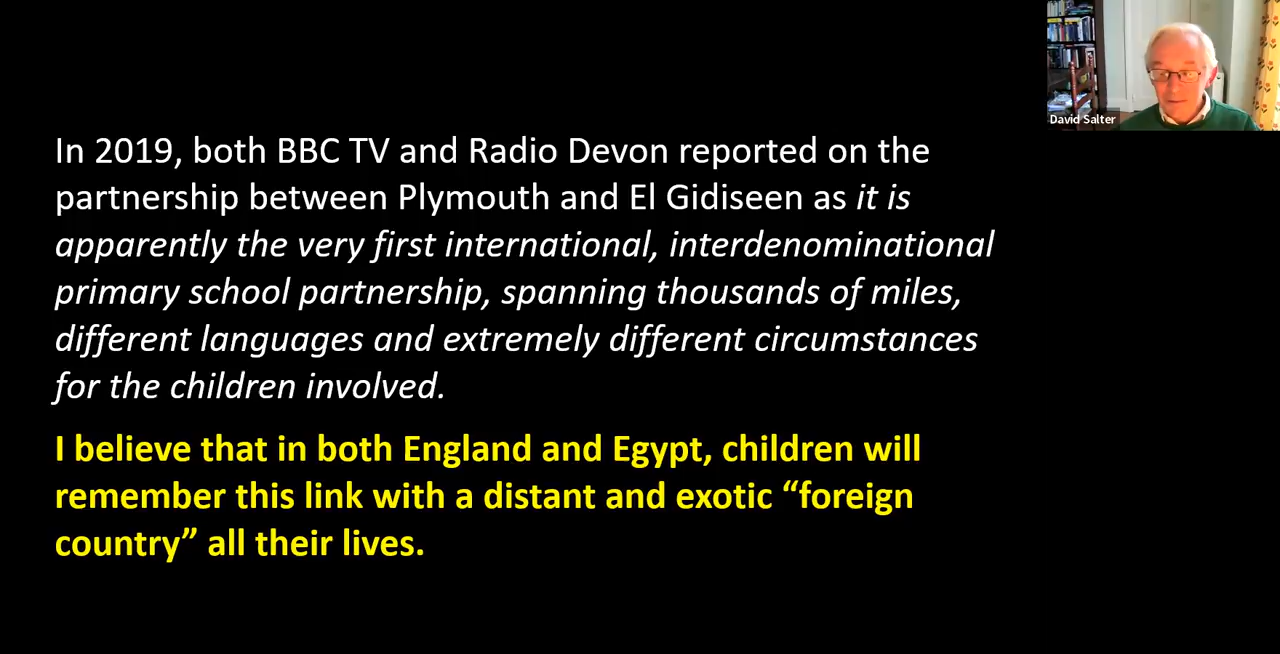 In 2019, both BBC TV and Radio Devon reported on the
partnership between Plymouth and El Gidiseen as it is
apparently the very first international, interdenominational
primary school partnership, spanning thousands of miles,
different languages and extremely different circumstances
for the children involved.
I believe that in both England and Egypt, children will
remember this link with a distant and exotic “foreign
country” all their lives.
David Salter